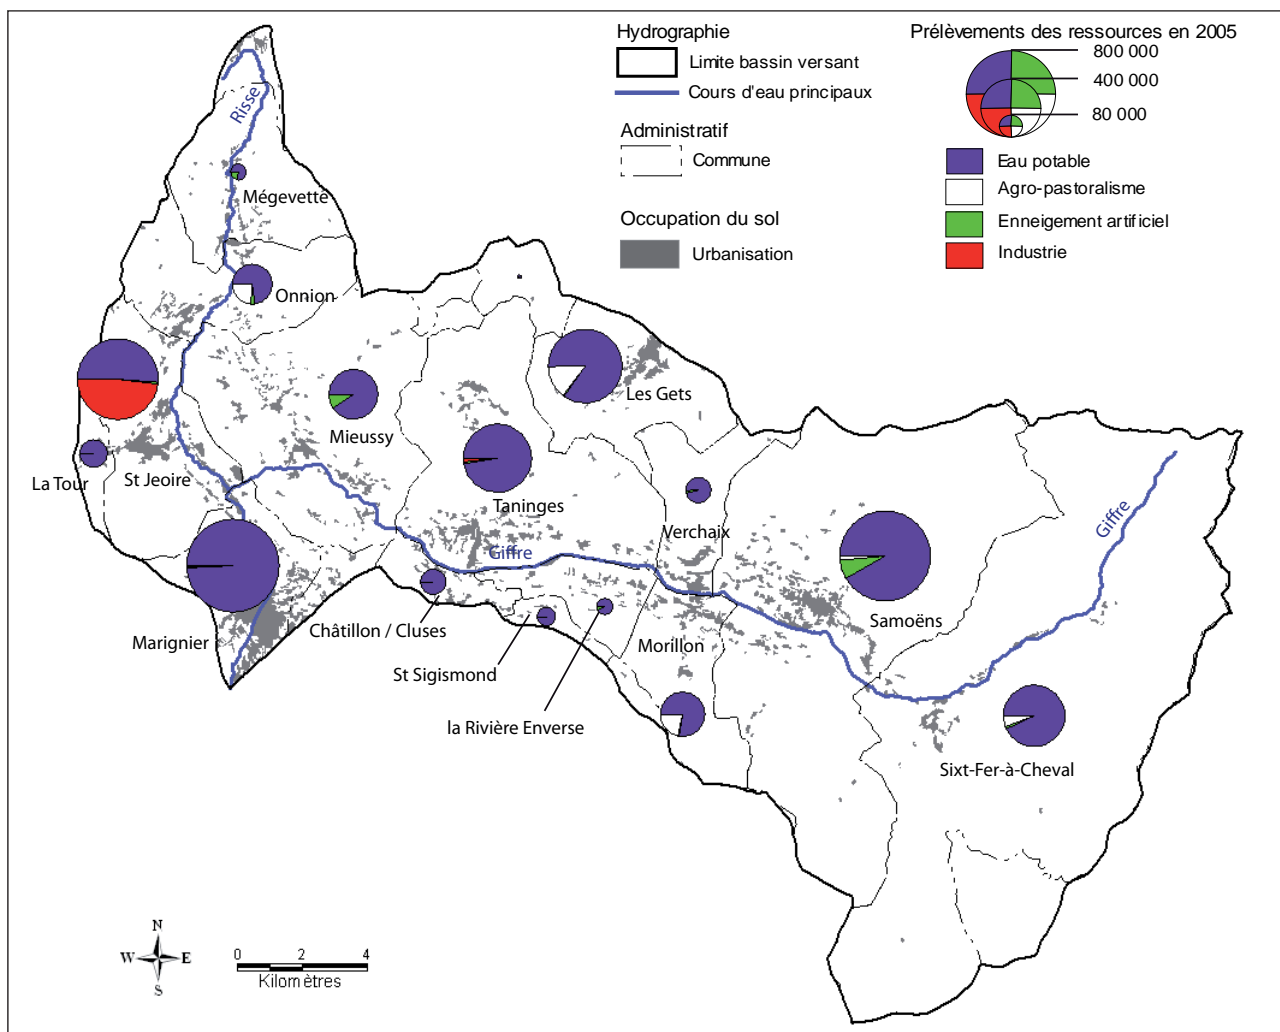 Hydrographie
Limite bassin versant
Cours d'eau principaux
Administratif
Commune
Occupation du sol
Urbanisation
Prélèvements des ressources en 2005
800 000
400 000
80 000
Eau potable
Agro-pastoralisme
Enneigement artificiel
Industrie
Risse
Mégevette
Onnion
Mieussy
Les Gets
La Tour
St Jeoire
Taninges
Verchaix
Giffre
Giffre
Samoëns
Marignier
Châtillon / Cluses
St Sigismond
Morillon
la Rivière Enverse
Sixt-Fer-à-Cheval
N
W
E
S
0 2 4
Kilomètres